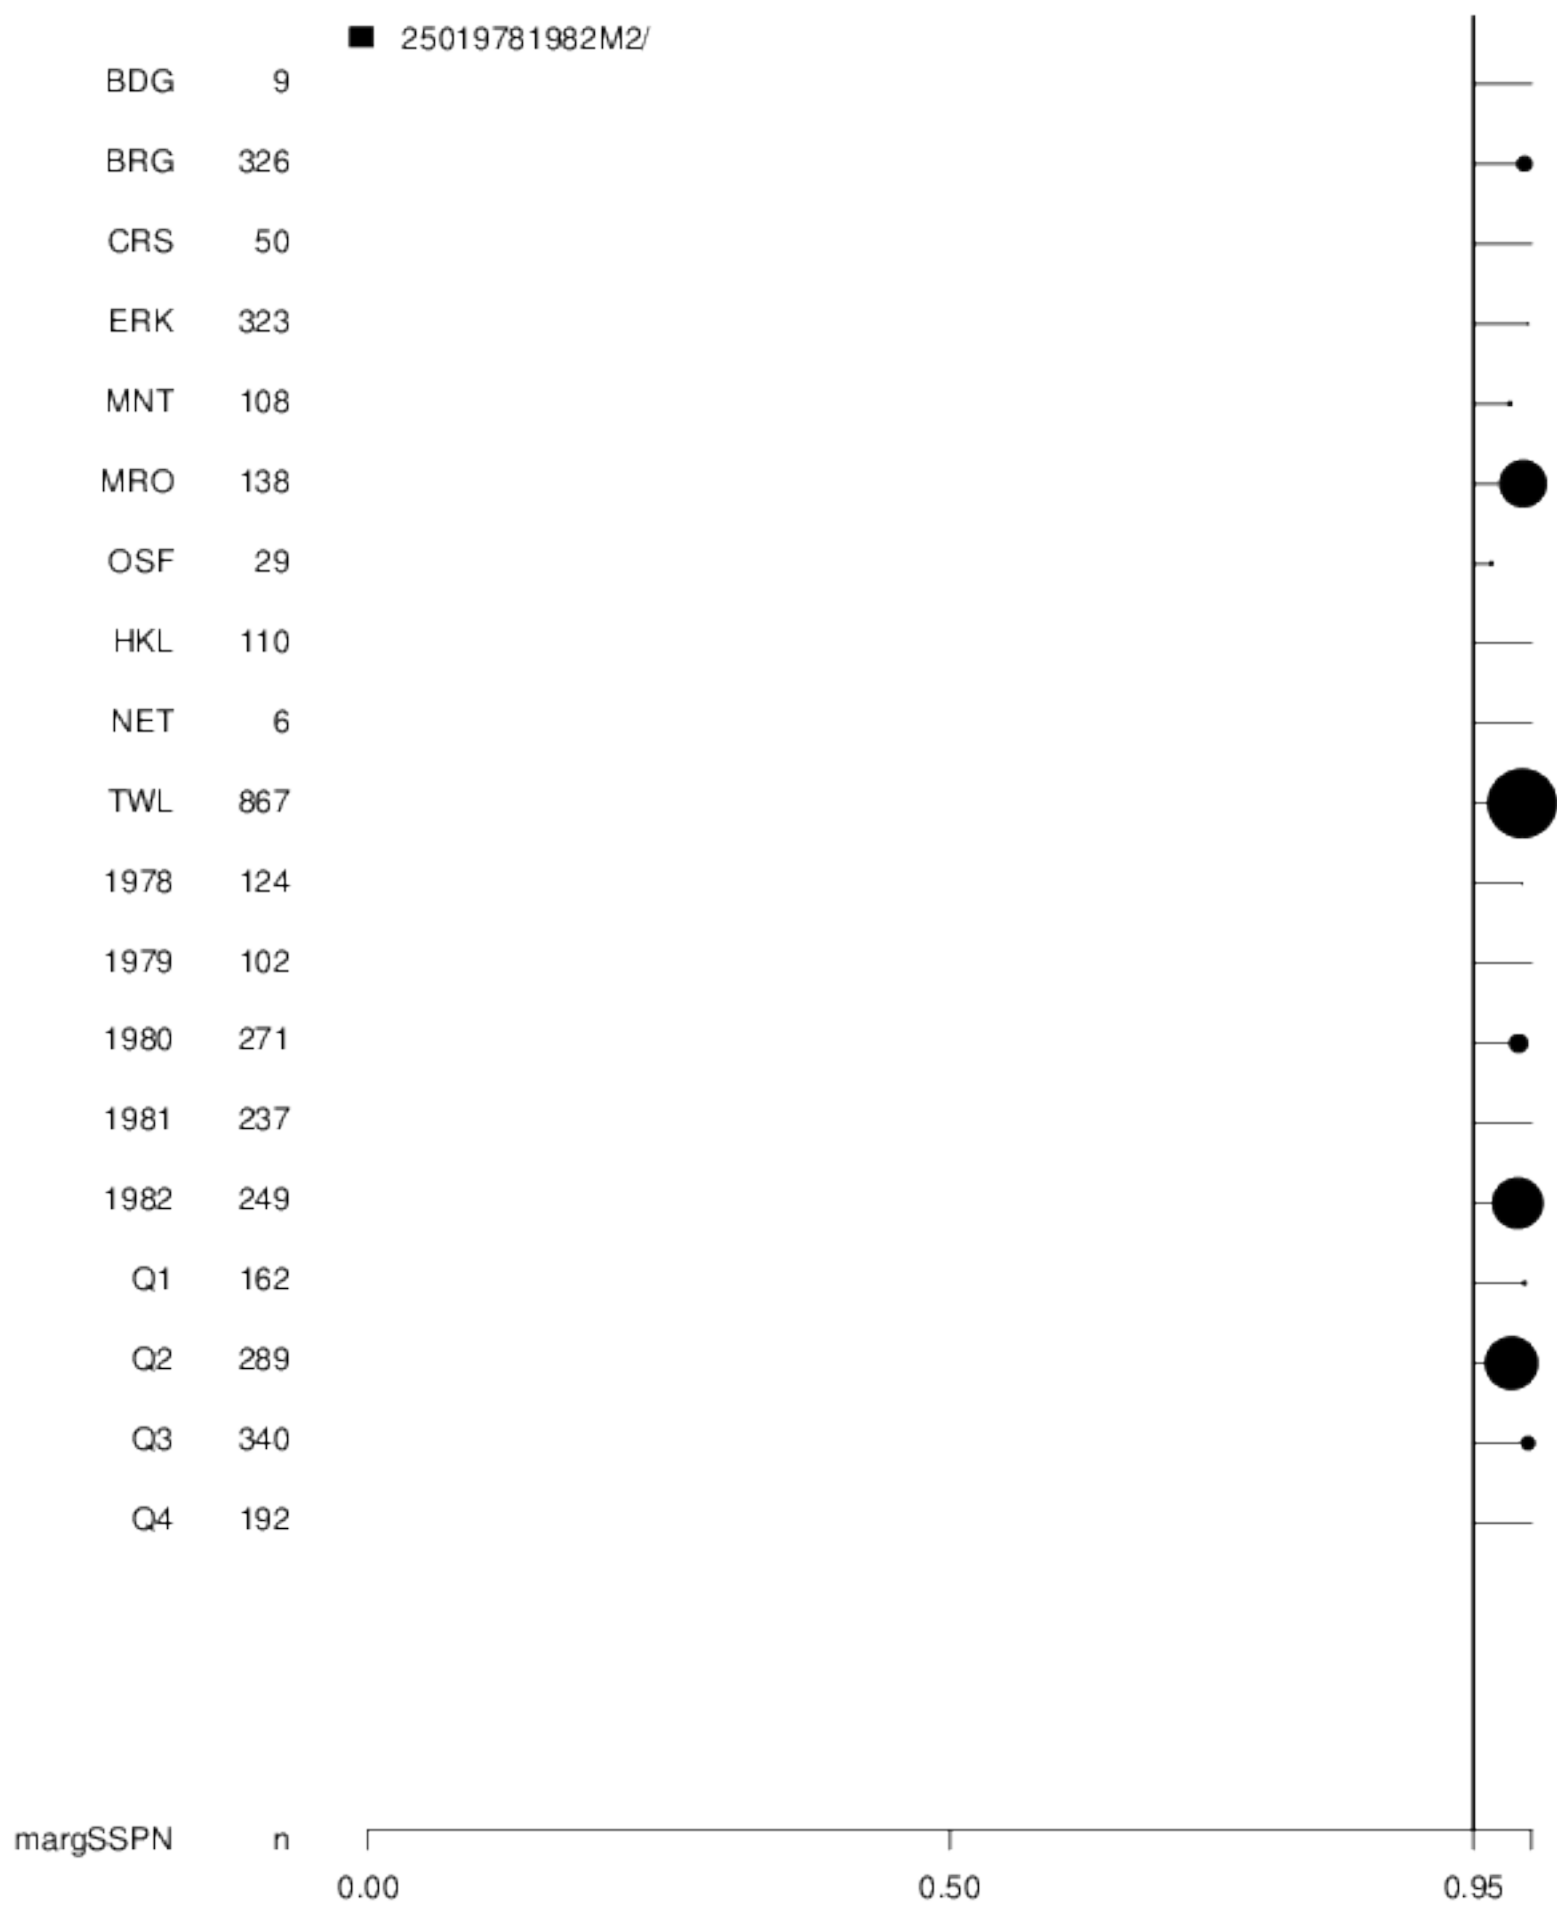 25019781982M2/
BDG 9
BRG 326
CRS 50
ERK 323
MNT 108
MRO 138
OSF 29
HKL 110
NET 6
TWL 867
1978 124
1979 102
1980 271
1981 237
1982 249
Q1 162
Q2 289
Q3 340
Q4 192
margSSPN n
0.00 0.50 0.95